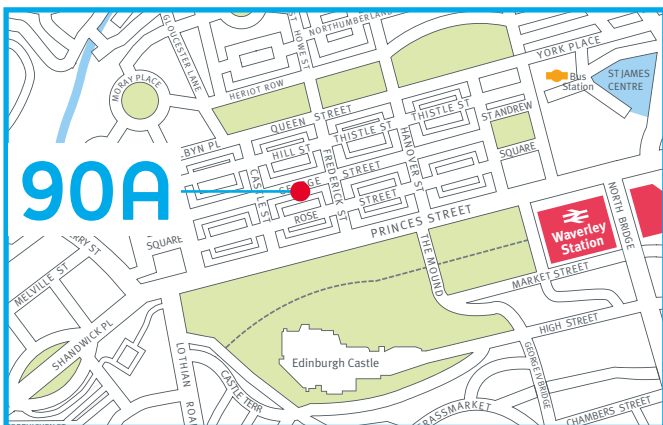 NORTHUMBERLAND
ST
HOWE ST
GLOUCESTER LANE
YORK PLACE
MORAY PLACE
HERIOT ROW
Bus
Station
ST JAMES
CENTRE
QUEEN STREET
THISTLE ST
THISTLE ST
ST ANDREW
SQUARE
HILL ST
HANOVER ST
FREDERICK ST
CASTLE ST
STREET
STREET
ROSE
90A
PRINCES STREET
NORTH BRIDGE
Waverley
Station
SQUARE
THE MOUND
MELVILLE ST
MARKET STREET
SHANDWICK PL
HIGH STREET
LOTHIAN ROA
Edinburgh Castle
CASTLE TERR
GEORGE IV BRIDGE
RASSMARKET
CHAMBERS STREET